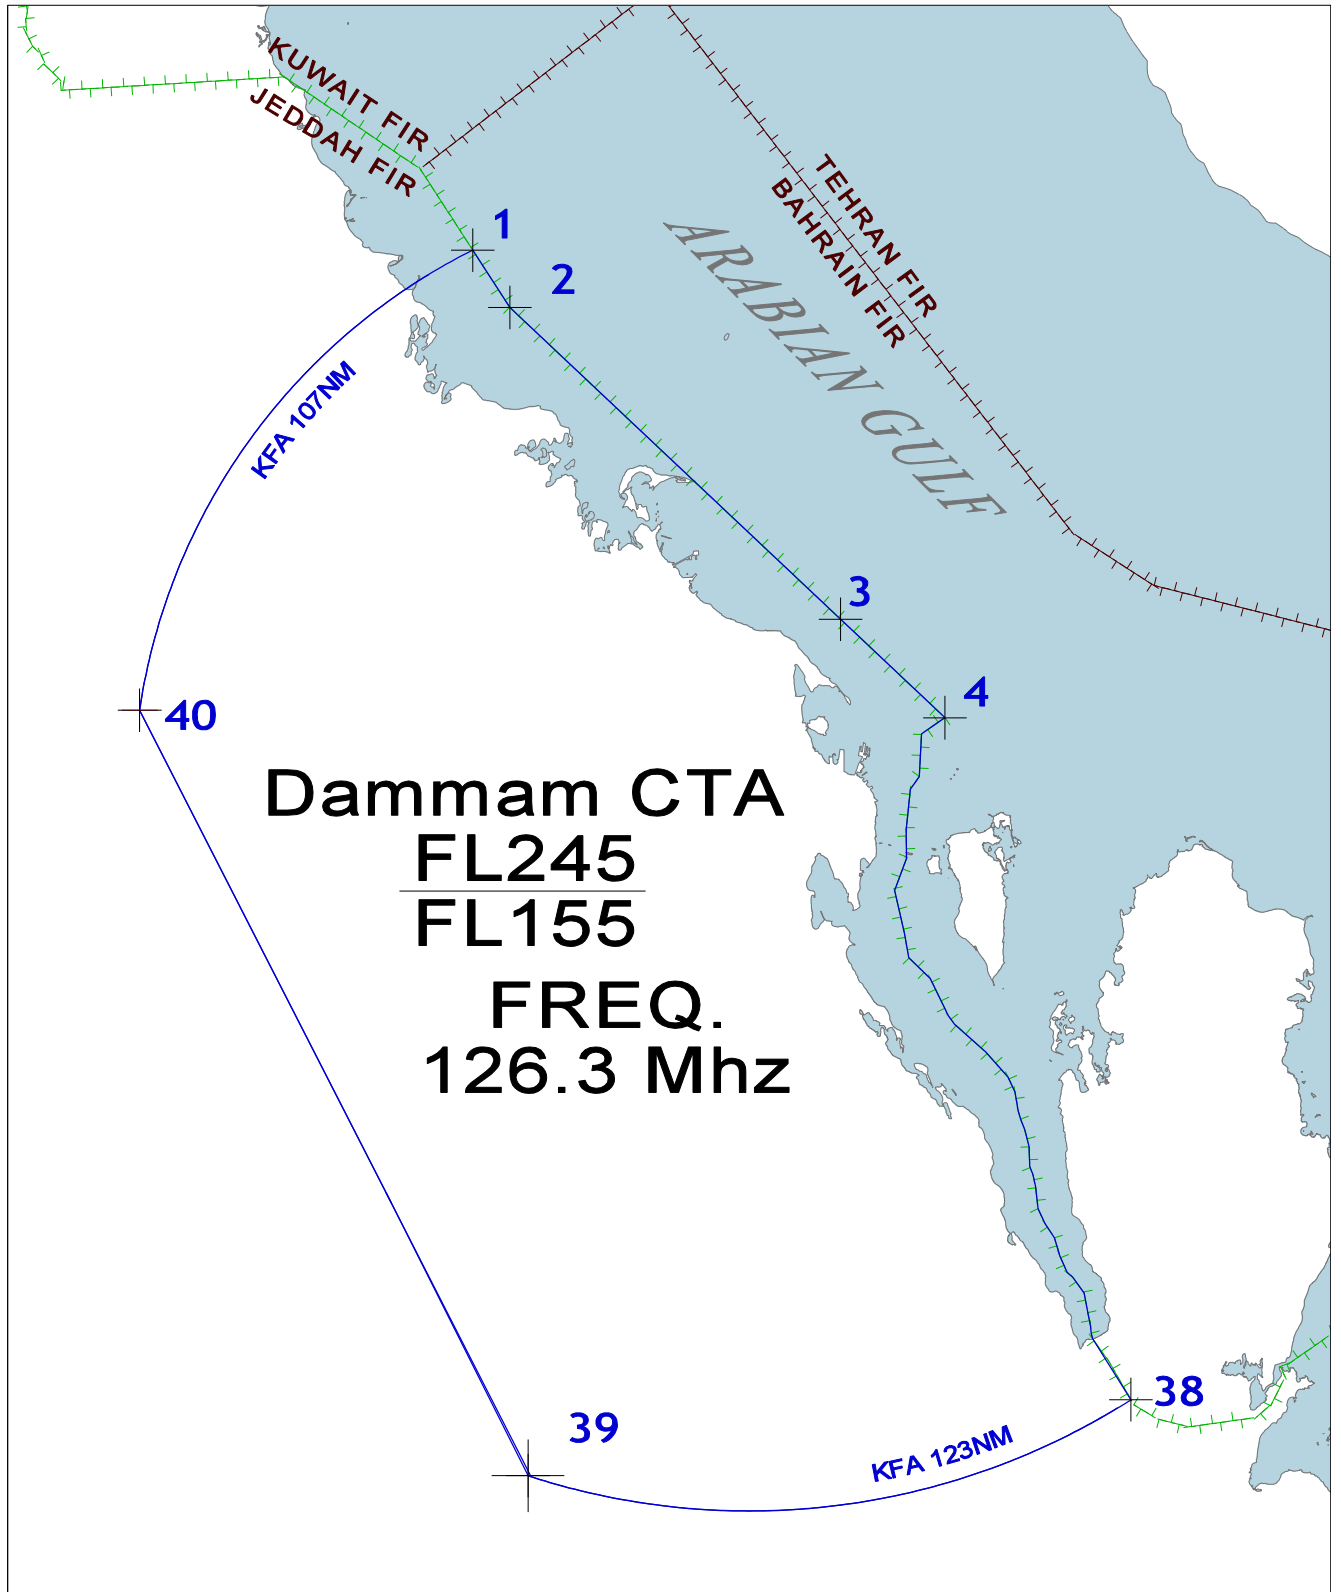 KUWAIT FIR
JEDDAH FIR
TEHRAN FIR
BAHRAIN FIR
1
2
ARABIAN GULF
KFA 107NM
3
4
40
Dammam CTA
FL245
FL155
FREQ.
126.3 Mhz
38
39
KFA 123NM